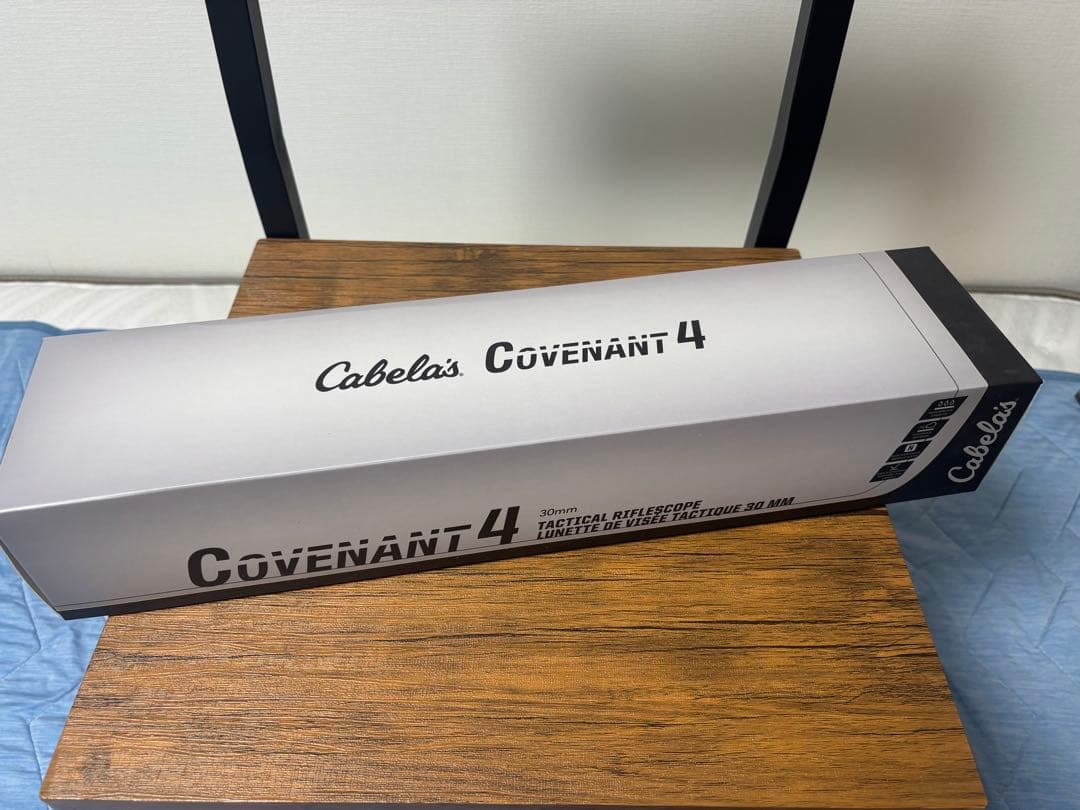 Cabela's® COVENANT 4
COVENANT 4
30mm
TACTICAL RIFLESCOPE
LUNETTE DE VISÉE TACTIQUE 30 MM
Cabela's